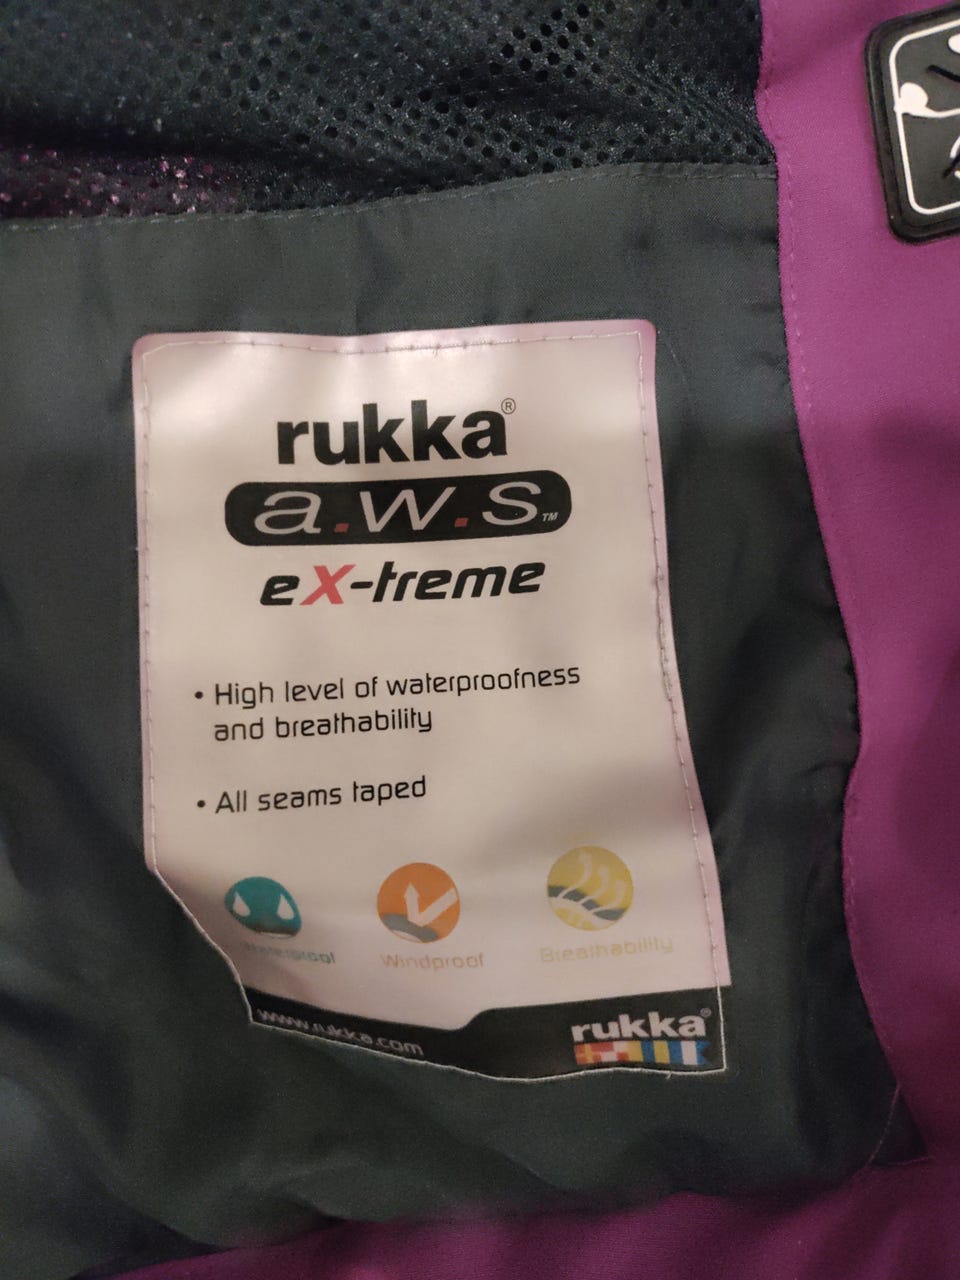 rukka®
a.w.s™
eX-treme
• High level of waterproofness
and breathability
• All seams taped
Waterproof Windproof Breathability
www.rukka.com
rukka®